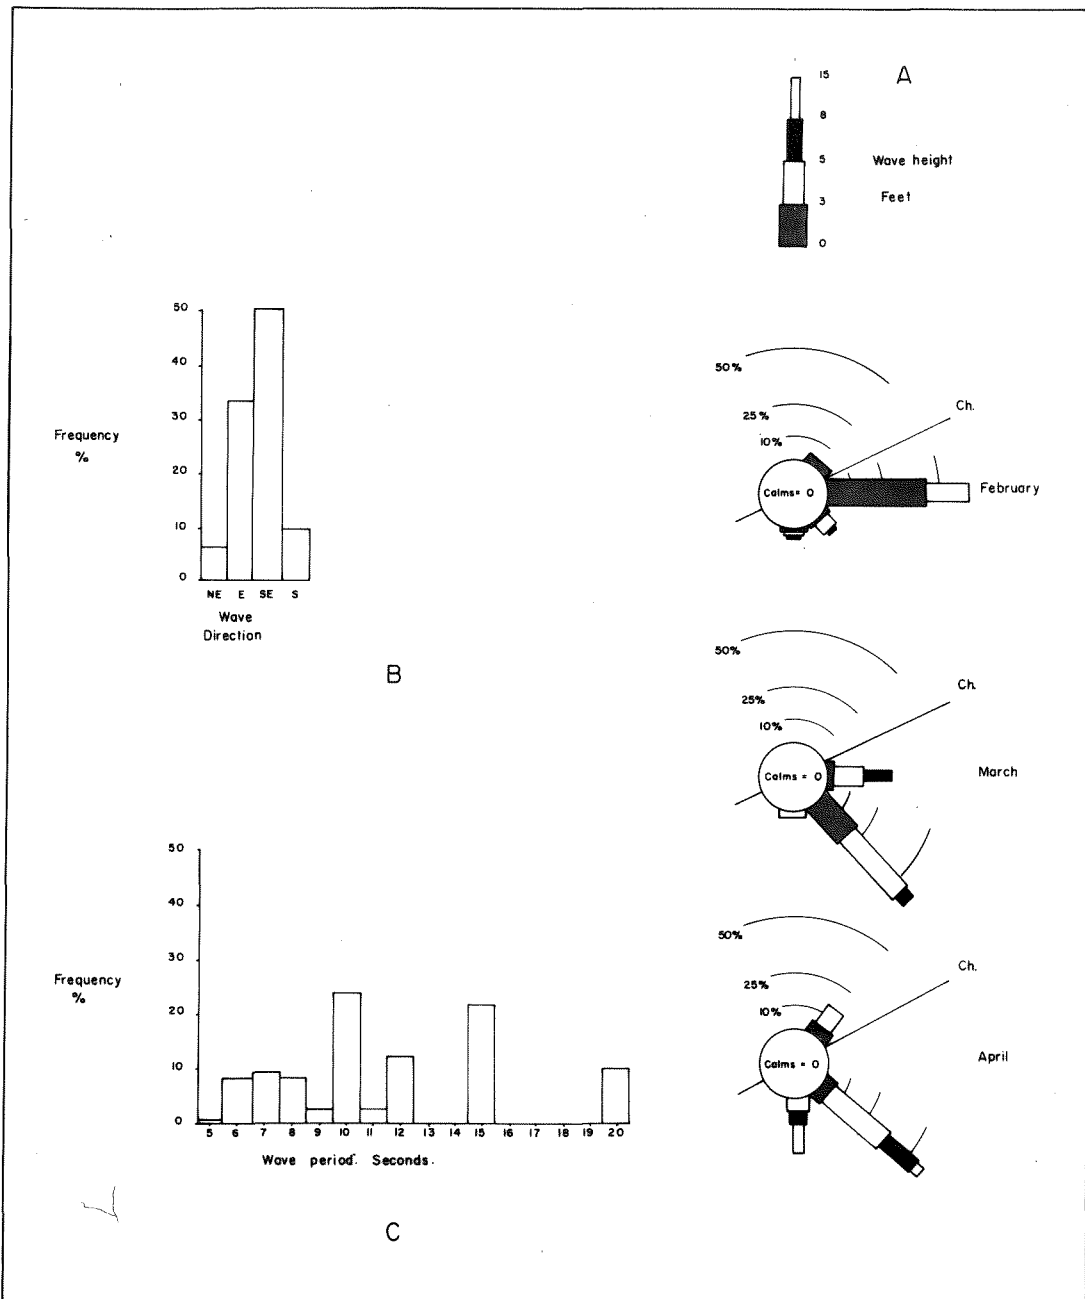 A
15
8
5
Wave height
Feet
3
0
50
40
30
20
10
0
Frequency
%
NE E SE S
Wave
Direction
B
50%
25%
10%
Ch.
Calms= 0
February
50%
25%
10%
Ch.
Calms = 0
March
50%
25%
10%
Ch.
Calms = 0
April
50
40
30
20
10
0
Frequency
%
5 6 7 8 9 10 11 12 13 14 15 16 17 18 19 20
Wave period. Seconds.
C